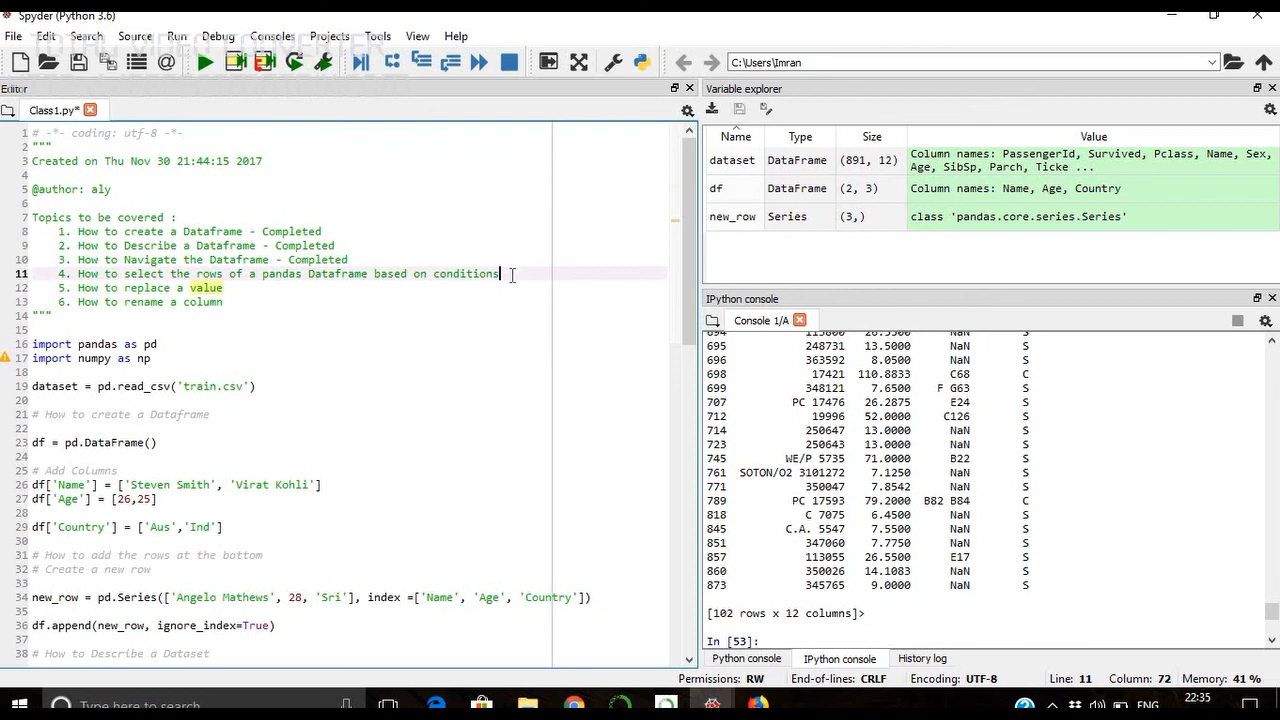 Spyder (Python 3.6)
File Edit Search Source Run Debug Consoles Projects Tools View Help
TOTAL VIDEO CONVERTER
C:\Users\Imran
Editor
Class1.py*
1 # -*- coding: utf-8 -*-
2 """
3 Created on Thu Nov 30 21:44:15 2017
4
5 @author: aly
6
7 Topics to be covered :
8 1. How to create a Dataframe - Completed
9 2. How to Describe a Dataframe - Completed
10 3. How to Navigate the Dataframe - Completed
11 4. How to select the rows of a pandas Dataframe based on conditions
12 5. How to replace a value
13 6. How to rename a column
14 """
15
16 import pandas as pd
17 import numpy as np
18
19 dataset = pd.read_csv('train.csv')
20
21 # How to create a Dataframe
22
23 df = pd.DataFrame()
24
25 # Add Columns
26 df['Name'] = ['Steven Smith', 'Virat Kohli']
27 df['Age'] = [26,25]
28
29 df['Country'] = ['Aus','Ind']
30
31 # How to add the rows at the bottom
32 # Create a new row
33
34 new_row = pd.Series(['Angelo Mathews', 28, 'Sri'], index =['Name', 'Age', 'Country'])
35
36 df.append(new_row, ignore_index=True)
37
38 # How to Describe a Dataset
Variable explorer
Name Type Size Value
dataset DataFrame (891, 12) Column names: PassengerId, Survived, Pclass, Name, Sex,
Age, SibSp, Parch, Ticke ...
df DataFrame (2, 3) Column names: Name, Age, Country
new_row Series (3,) class 'pandas.core.series.Series'
IPython console
Console 1/A
694 113800 26.5500 NaN S
695 248731 13.5000 NaN S
696 363592 8.0500 NaN S
698 17421 110.8833 C68 C
699 348121 7.6500 F G63 S
707 PC 17476 26.2875 E24 S
712 19996 52.0000 C126 S
714 250647 13.0000 NaN S
723 250643 13.0000 NaN S
745 WE/P 5735 71.0000 B22 S
761 SOTON/O2 3101272 7.1250 NaN S
771 350047 7.8542 NaN S
789 PC 17593 79.2000 B82 B84 C
818 C 7075 6.4500 NaN S
845 C.A. 5547 7.5500 NaN S
851 347060 7.7750 NaN S
857 113055 26.5500 E17 S
860 350026 14.1083 NaN S
873 345765 9.0000 NaN S
[102 rows x 12 columns]>
In [53]:
Python console IPython console History log
Permissions: RW End-of-lines: CRLF Encoding: UTF-8 Line: 11 Column: 72 Memory: 41 %
Type here to search
ENG
22:35